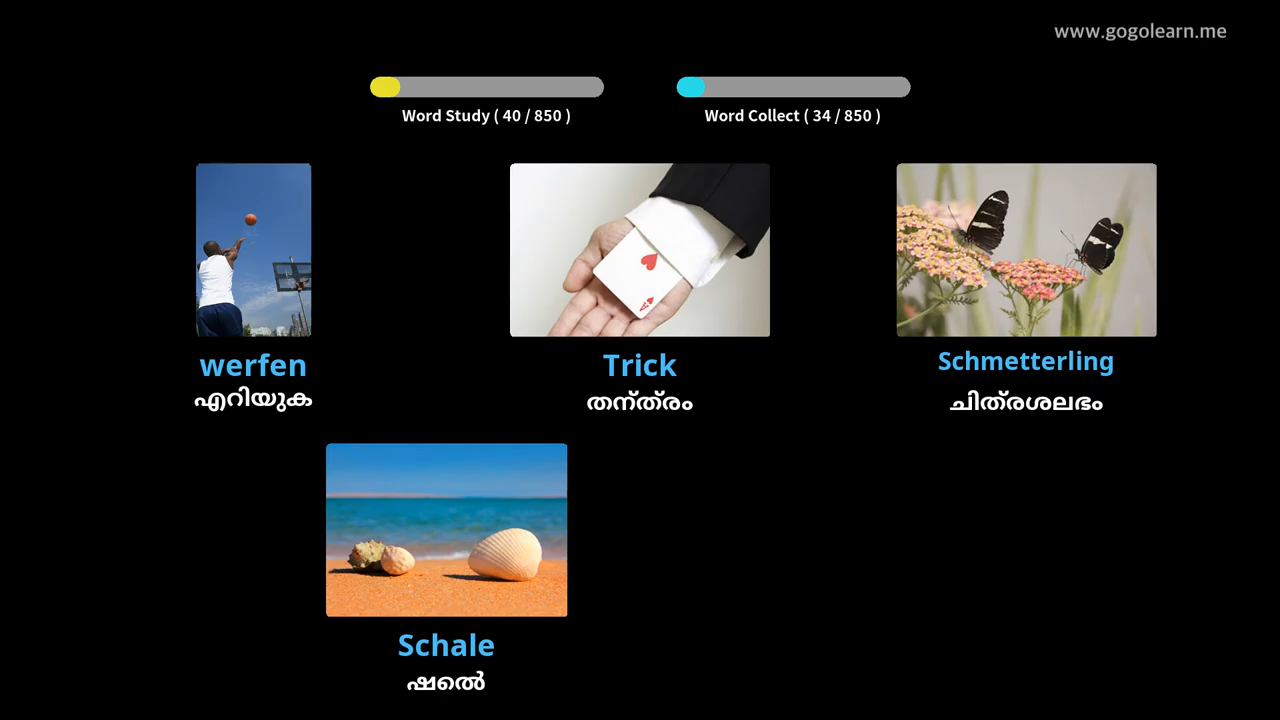 www.gogolearn.me
Word Study ( 40 / 850 )
Word Collect ( 34 / 850 )
werfen
എറിയുക
Trick
തന്ത്രം
Schmetterling
ചിത്രശലഭം
Schale
ഷെൽ